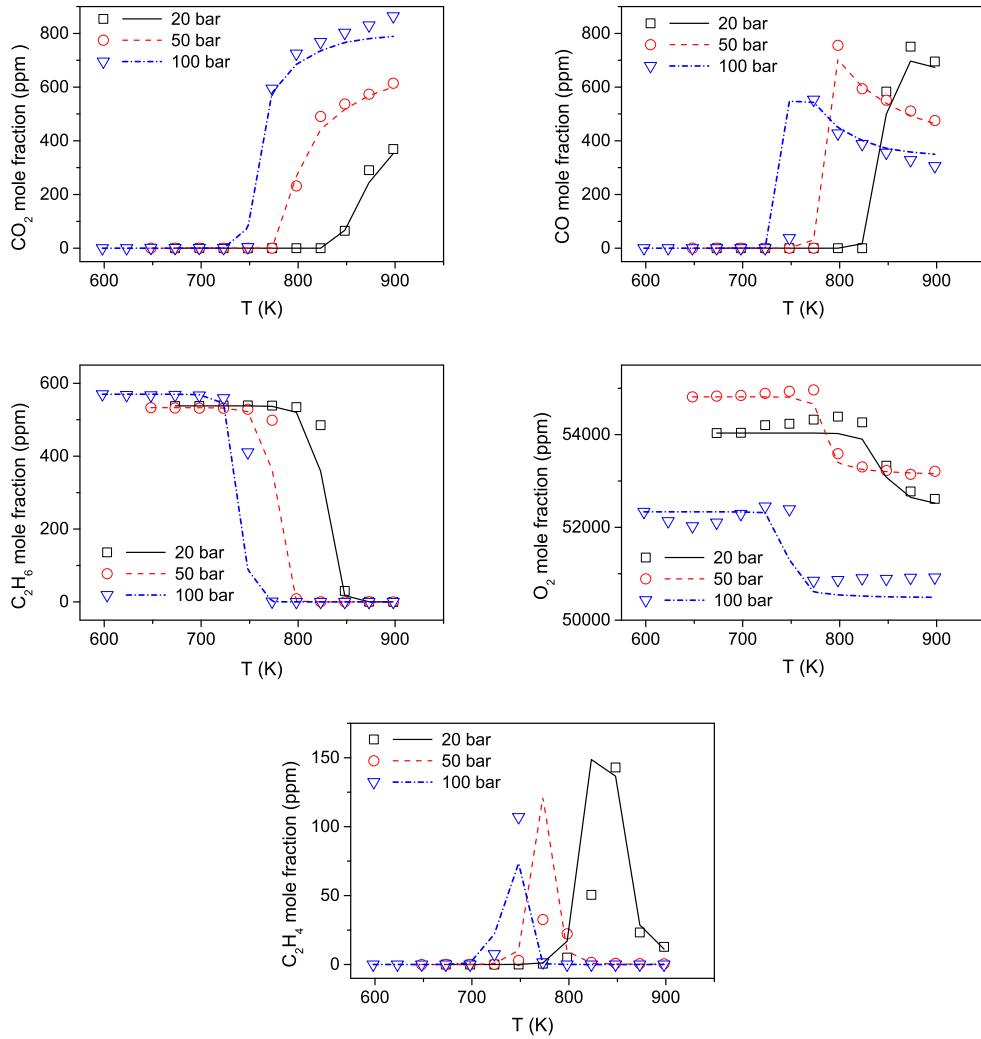 CO2 mole fraction (ppm)
800
600
400
200
0
20 bar
50 bar
100 bar
600
700
800
900
T (K)
CO mole fraction (ppm)
800
600
400
200
0
20 bar
50 bar
100 bar
600
700
800
900
T (K)
C2H6 mole fraction (ppm)
600
400
200
0
20 bar
50 bar
100 bar
600
700
800
900
T (K)
O2 mole fraction (ppm)
54000
52000
50000
20 bar
50 bar
100 bar
600
700
800
900
T (K)
C2H4 mole fraction (ppm)
150
100
50
0
20 bar
50 bar
100 bar
600
700
800
900
T (K)